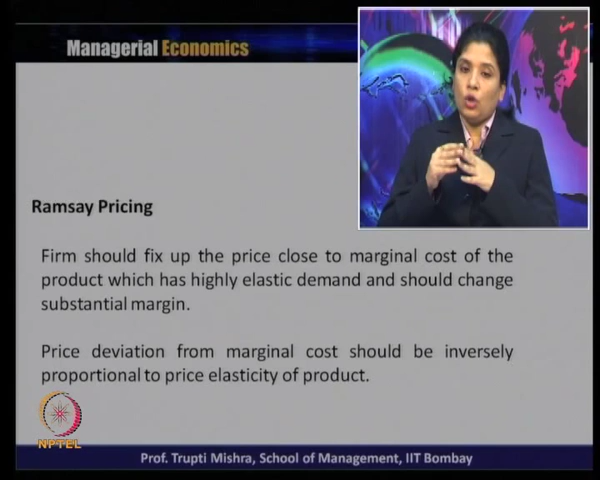 Managerial Economics
Ramsay Pricing
Firm should fix up the price close to marginal cost of the
product which has highly elastic demand and should change
substantial margin.
Price deviation from marginal cost should be inversely
proportional to price elasticity of product.
NPTEL
Prof. Trupti Mishra, School of Management, IIT Bombay